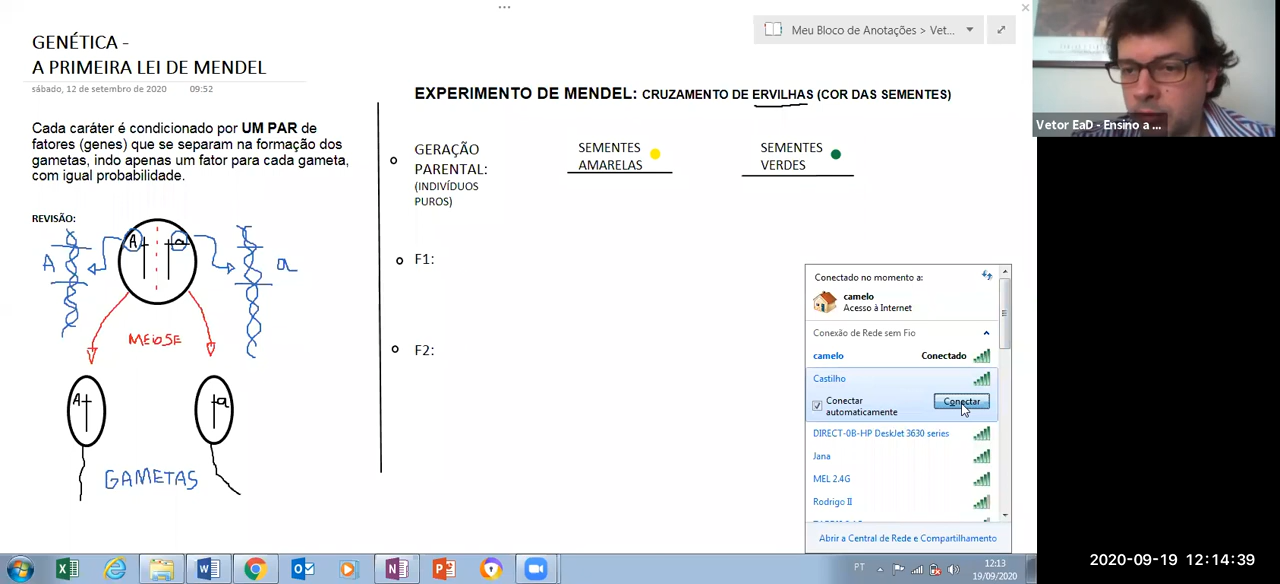 GENÉTICA -
A PRIMEIRA LEI DE MENDEL
sábado, 12 de setembro de 2020 09:52
Cada caráter é condicionado por UM PAR de
fatores (genes) que se separam na formação dos
gametas, indo apenas um fator para cada gameta,
com igual probabilidade.
REVISÃO:
A
A
a
a
MEIOSE
A
a
GAMETAS
Meu Bloco de Anotações > Vet...
EXPERIMENTO DE MENDEL: CRUZAMENTO DE ERVILHAS (COR DAS SEMENTES)
GERAÇÃO
PARENTAL:
(INDIVÍDUOS
PUROS)
SEMENTES
AMARELAS
SEMENTES
VERDES
F1:
F2:
Conectado no momento a:
camelo
Acesso à Internet
Conexão de Rede sem Fio
camelo Conectado
Castilho
Conectar
automaticamente
Conectar
DIRECT-0B-HP DeskJet 3630 series
Jana
MEL 2.4G
Rodrigo II
Abrir a Central de Rede e Compartilhamento
Vetor EaD - Ensino a ...
PT
12:13
19/09/2020
2020-09-19 12:14:39